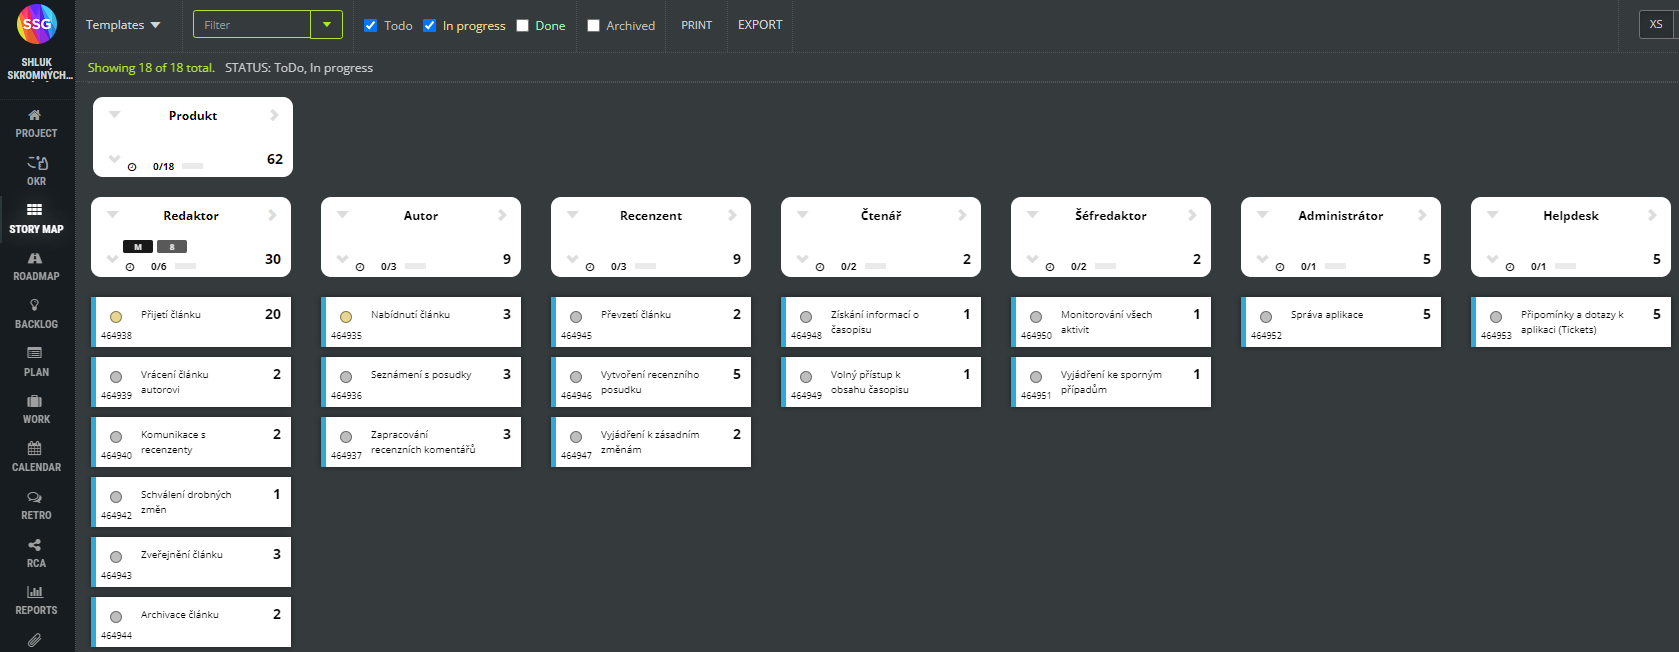 SSG
SHLUK
SKROMNÝCH...
Templates
Filter
Todo
In progress
Done
Archived
PRINT
EXPORT
XS
Showing 18 of 18 total. STATUS: ToDo, In progress
PROJECT
OKR
STORY MAP
ROADMAP
BACKLOG
PLAN
WORK
CALENDAR
RETRO
RCA
REPORTS
Produkt
0/18
62
Redaktor
M 8
0/6
30
Přijetí článku
20
464938
Vrácení článku
autorovi
2
464939
Komunikace s
recenzenty
2
464940
Schválení drobných
změn
1
464942
Zveřejnění článku
3
464943
Archivace článku
2
464944
Autor
0/3
9
Nabídnutí článku
3
464935
Seznámení s posudky
3
464936
Zapracování
recenzních komentářů
3
464937
Recenzent
0/3
9
Převzetí článku
2
464945
Vytvoření recenzního
posudku
5
464946
Vyjádření k zásadním
změnám
2
464947
Čtenář
0/2
2
Získání informací o
časopisu
1
464948
Volný přístup k
obsahu časopisu
1
464949
Šéfredaktor
0/2
2
Monitorování všech
aktivit
1
464950
Vyjádření ke sporným
případům
1
464951
Administrátor
0/1
5
Správa aplikace
5
464952
Helpdesk
0/1
5
Připomínky a dotazy k
aplikaci (Tickets)
5
464953